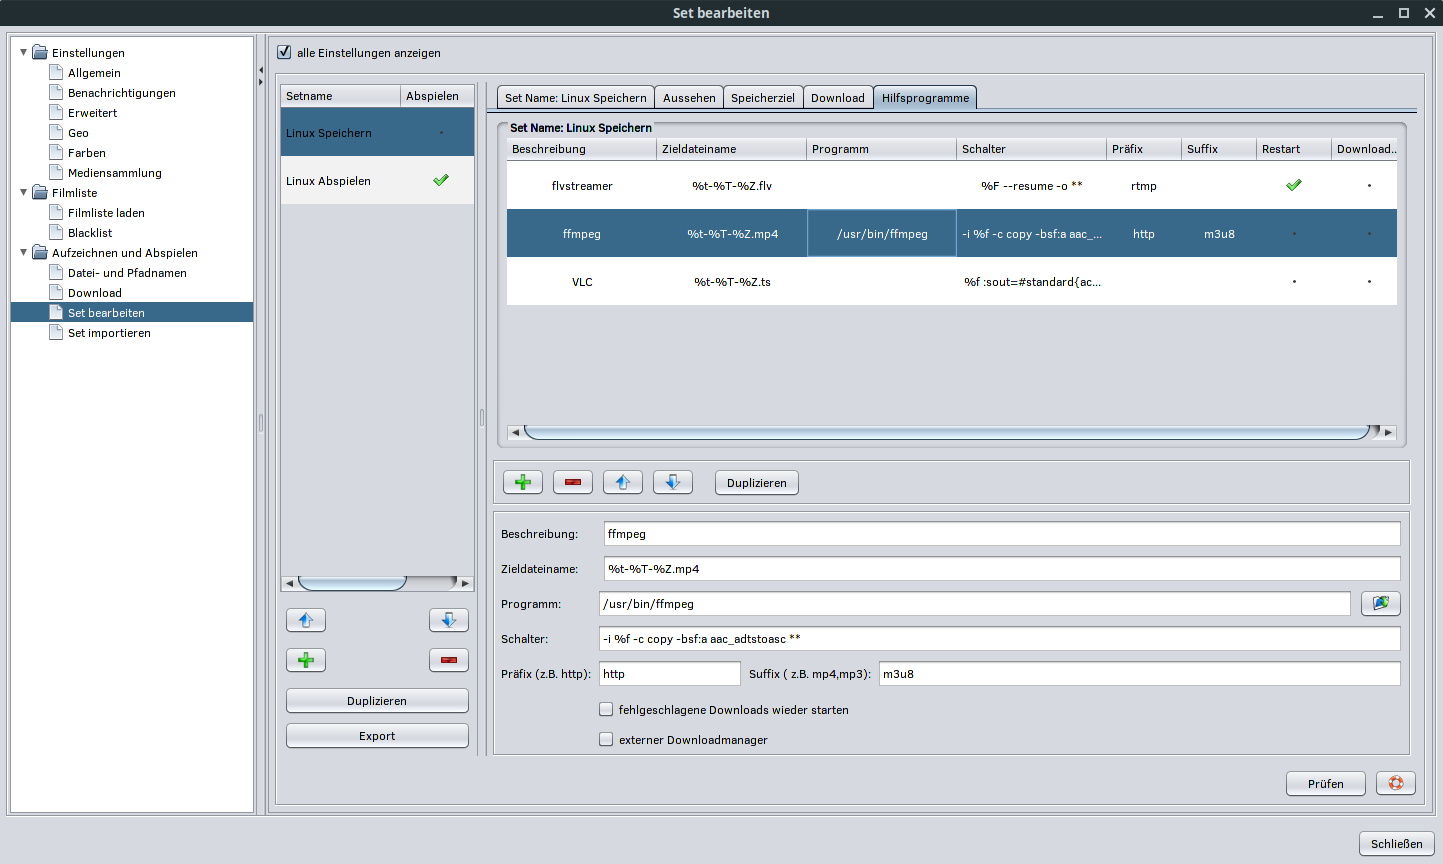 Set bearbeiten
Einstellungen
Allgemein
Benachrichtigungen
Erweitert
Geo
Farben
Mediensammlung
Filmliste
Filmliste laden
Blacklist
Aufzeichnen und Abspielen
Datei- und Pfadnamen
Download
Set bearbeiten
Set importieren
alle Einstellungen anzeigen
Setname Abspielen
Linux Speichern
Linux Abspielen
Duplizieren
Export
Set Name: Linux Speichern Aussehen Speicherziel Download Hilfsprogramme
Set Name: Linux Speichern
Beschreibung Zieldateiname Programm Schalter Präfix Suffix Restart Download..
flvstreamer %t-%T-%Z.flv %F --resume -o ** rtmp
ffmpeg %t-%T-%Z.mp4 /usr/bin/ffmpeg -i %f -c copy -bsf:a aac_... http m3u8
VLC %t-%T-%Z.ts %f :sout=#standard{ac...
Duplizieren
Beschreibung: ffmpeg
Zieldateiname: %t-%T-%Z.mp4
Programm: /usr/bin/ffmpeg
Schalter: -i %f -c copy -bsf:a aac_adtstoasc **
Präfix (z.B. http): http Suffix ( z.B. mp4,mp3): m3u8
fehlgeschlagene Downloads wieder starten
externer Downloadmanager
Prüfen
Schließen